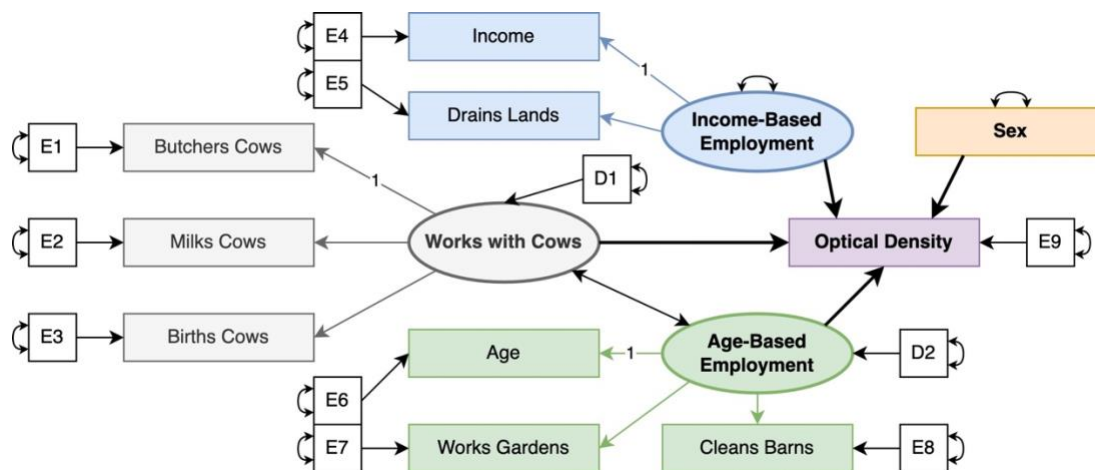 E4
Income
E5
Drains Lands
1
Income-Based
Employment
Sex
E1
Butchers Cows
1
D1
E2
Milks Cows
Works with Cows
Optical Density
E9
E3
Births Cows
Age
1
Age-Based
Employment
D2
E6
E7
Works Gardens
Cleans Barns
E8